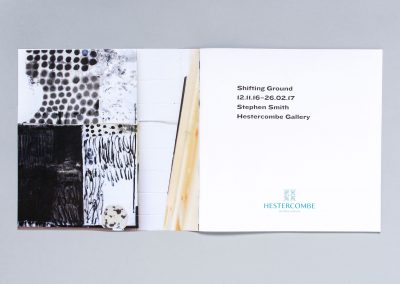 Shifting Ground
12.11.16–26.02.17
Stephen Smith
Hestercombe Gallery
HESTERCOMBE